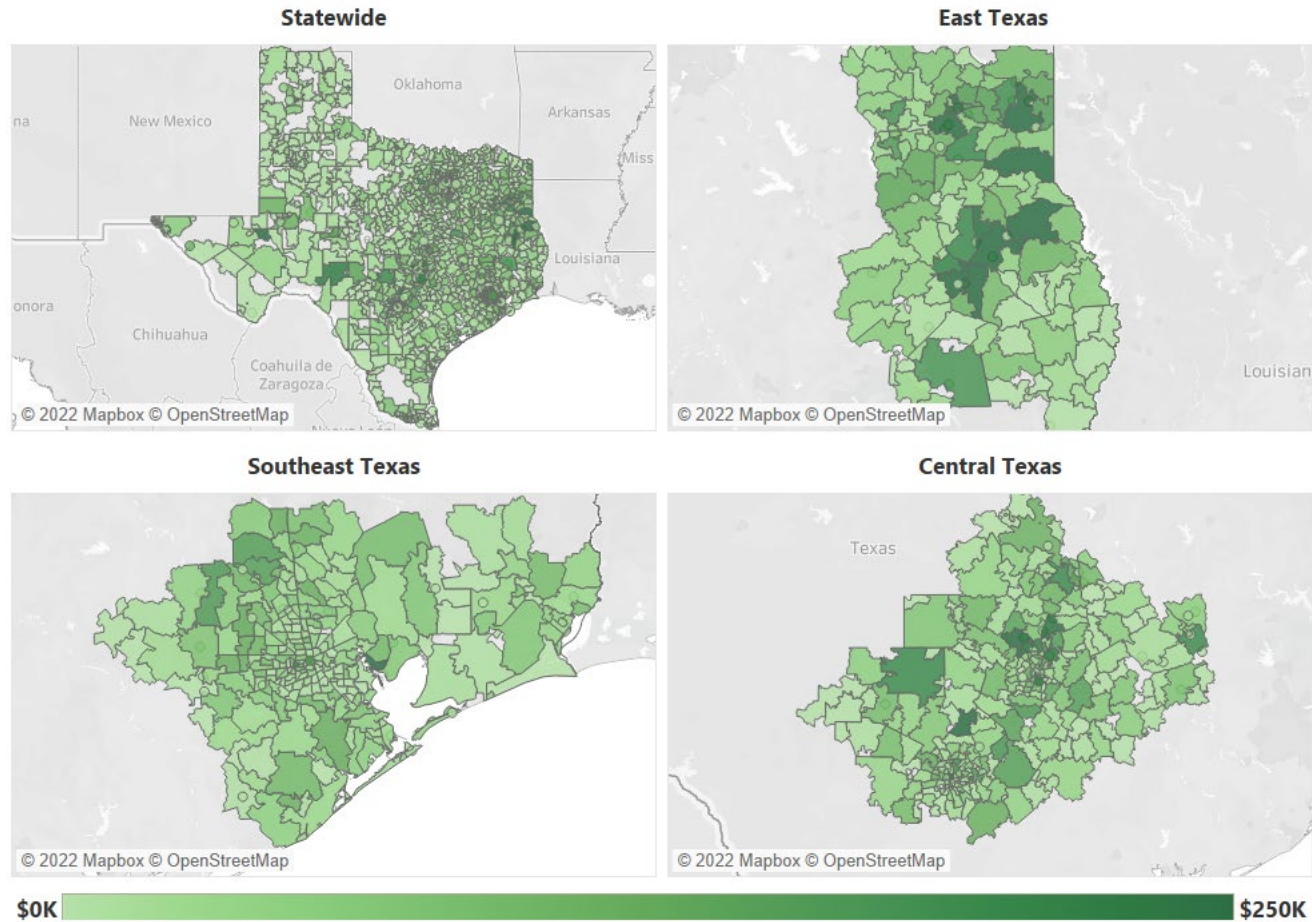 Statewide
East Texas
Oklahoma
na
New Mexico
Arkansas
Miss
Louisiana
onora
Chihuahua
Coahuila de
Zaragoza
© 2022 Mapbox © OpenStreetMap
Louisian
© 2022 Mapbox © OpenStreetMap
Southeast Texas
Central Texas
Texas
© 2022 Mapbox © OpenStreetMap
© 2022 Mapbox © OpenStreetMap
$0K
$250K